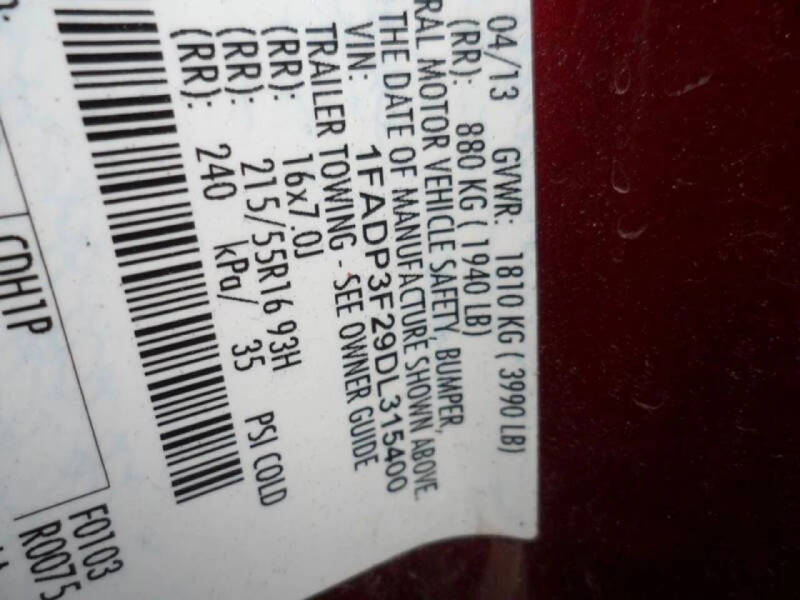 04/13 GVWR: 1810 KG ( 3990 LB)
(RR): 880 KG ( 1940 LB)
RAL MOTOR VEHICLE SAFETY, BUMPER,
THE DATE OF MANUFACTURE SHOWN ABOVE.
VIN: 1FADP3F29DL315400
TRAILER TOWING - SEE OWNER GUIDE
(RR): 16x7.0J
(RR): 215/55R16 93H
(RR): 240 kPa/ 35 PSI COLD
F0103
R0075